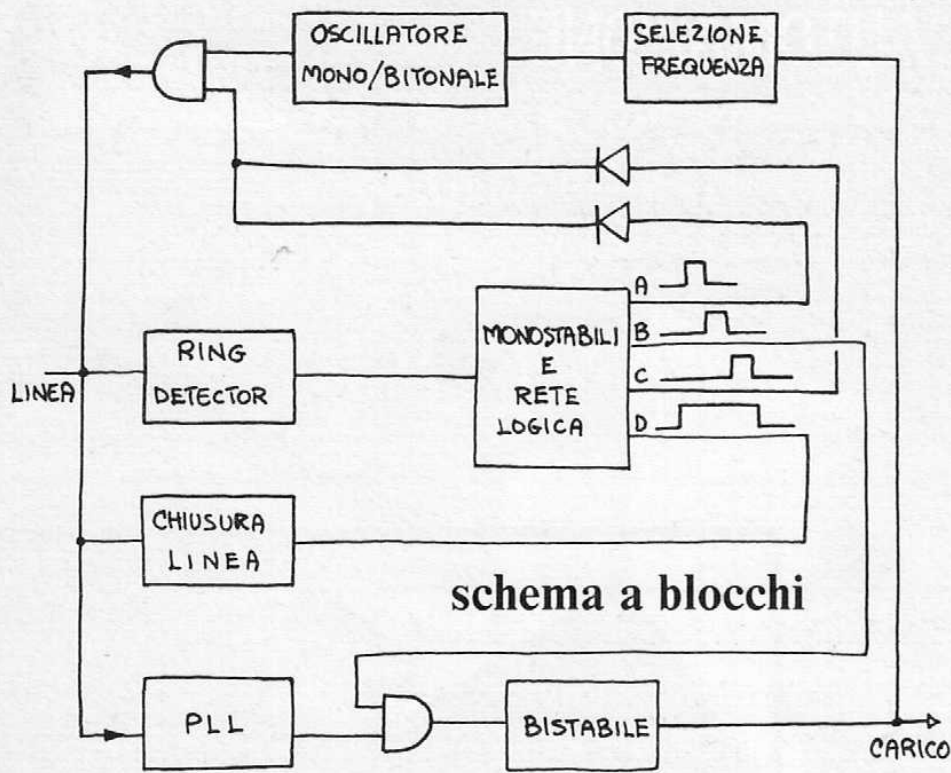 OSCILLATORE
MONO/BITONALE
SELEZIONE
FREQUENZA
A
B
C
D
MONOSTABILI
E
RETE
LOGICA
RING
DETECTOR
LINEA
CHIUSURA
LINEA
schema a blocchi
PLL
BISTABILE
CARICO